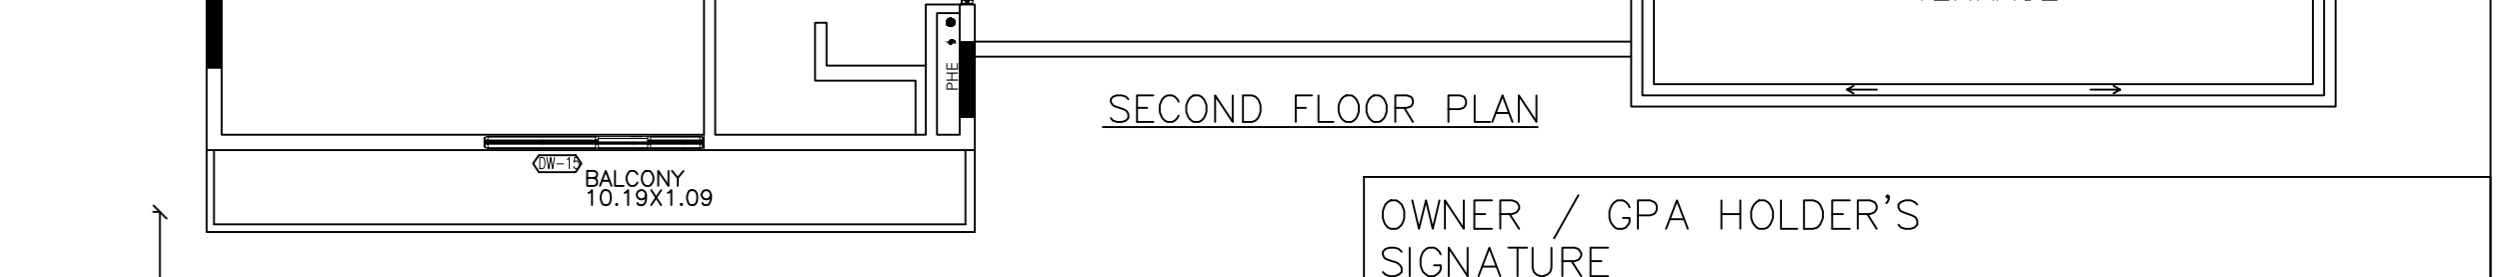 PHE
SECOND FLOOR PLAN
DW-15
BALCONY
10.19X1.09
OWNER / GPA HOLDER'S
SIGNATURE